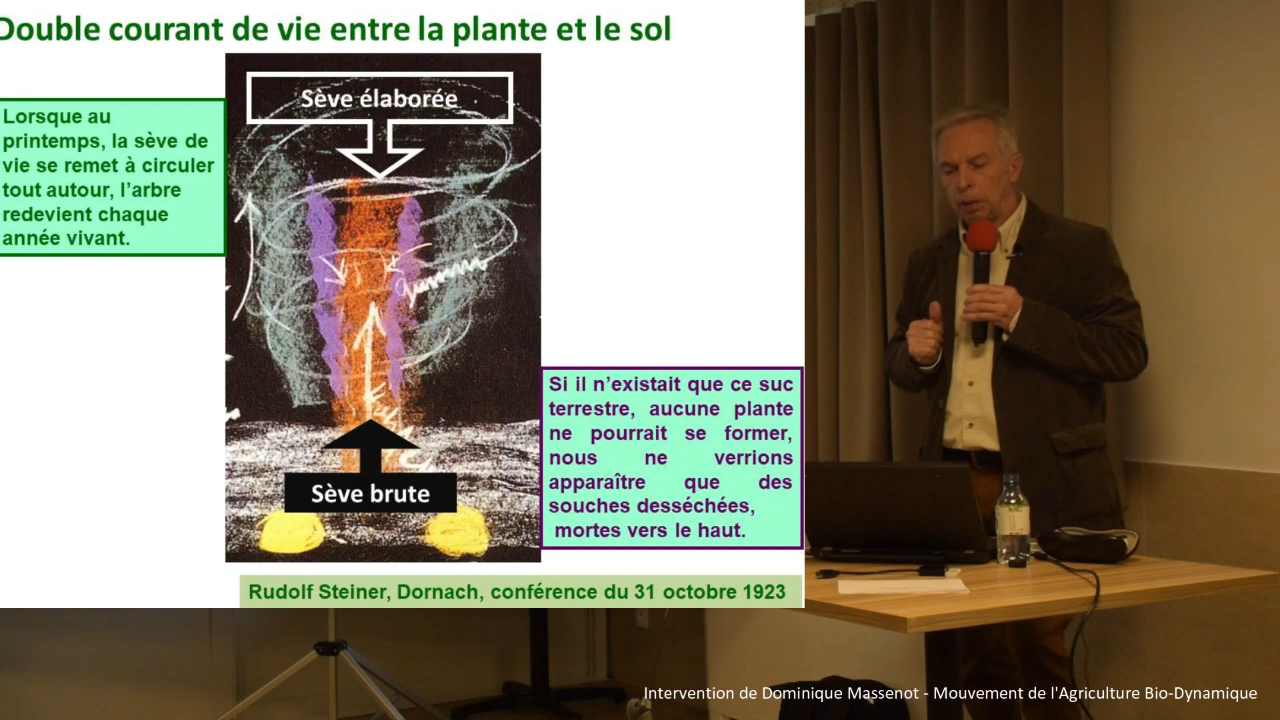 Double courant de vie entre la plante et le sol
Sève élaborée
Lorsque au
printemps, la sève de
vie se remet à circuler
tout autour, l'arbre
redevient chaque
année vivant.
Si il n'existait que ce suc
terrestre, aucune plante
ne pourrait se former,
nous ne verrions
apparaître que des
souches desséchées,
mortes vers le haut.
Sève brute
Rudolf Steiner, Dornach, conférence du 31 octobre 1923
Intervention de Dominique Massenot - Mouvement de l'Agriculture Bio-Dynamique